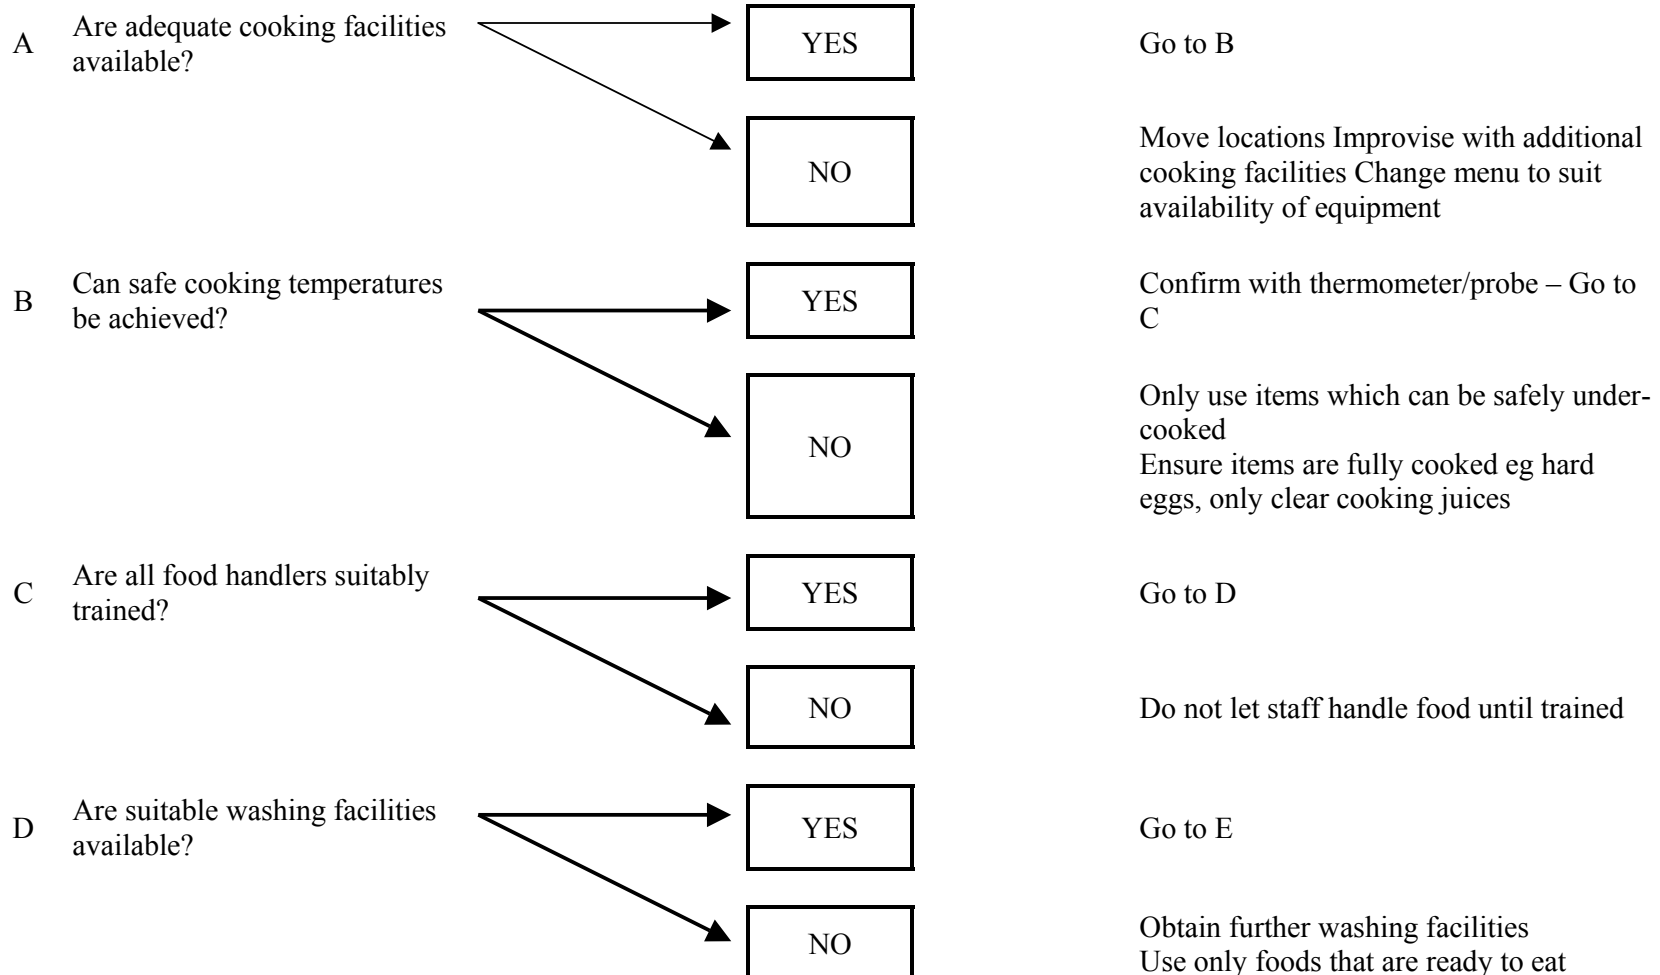 A
Are adequate cooking facilities
available?
YES
Go to B
NO
Move locations Improvise with additional
cooking facilities Change menu to suit
availability of equipment
B
Can safe cooking temperatures
be achieved?
YES
Confirm with thermometer/probe – Go to
C
NO
Only use items which can be safely under-
cooked
Ensure items are fully cooked eg hard
eggs, only clear cooking juices
C
Are all food handlers suitably
trained?
YES
Go to D
NO
Do not let staff handle food until trained
D
Are suitable washing facilities
available?
YES
Go to E
NO
Obtain further washing facilities
Use only foods that are ready to eat